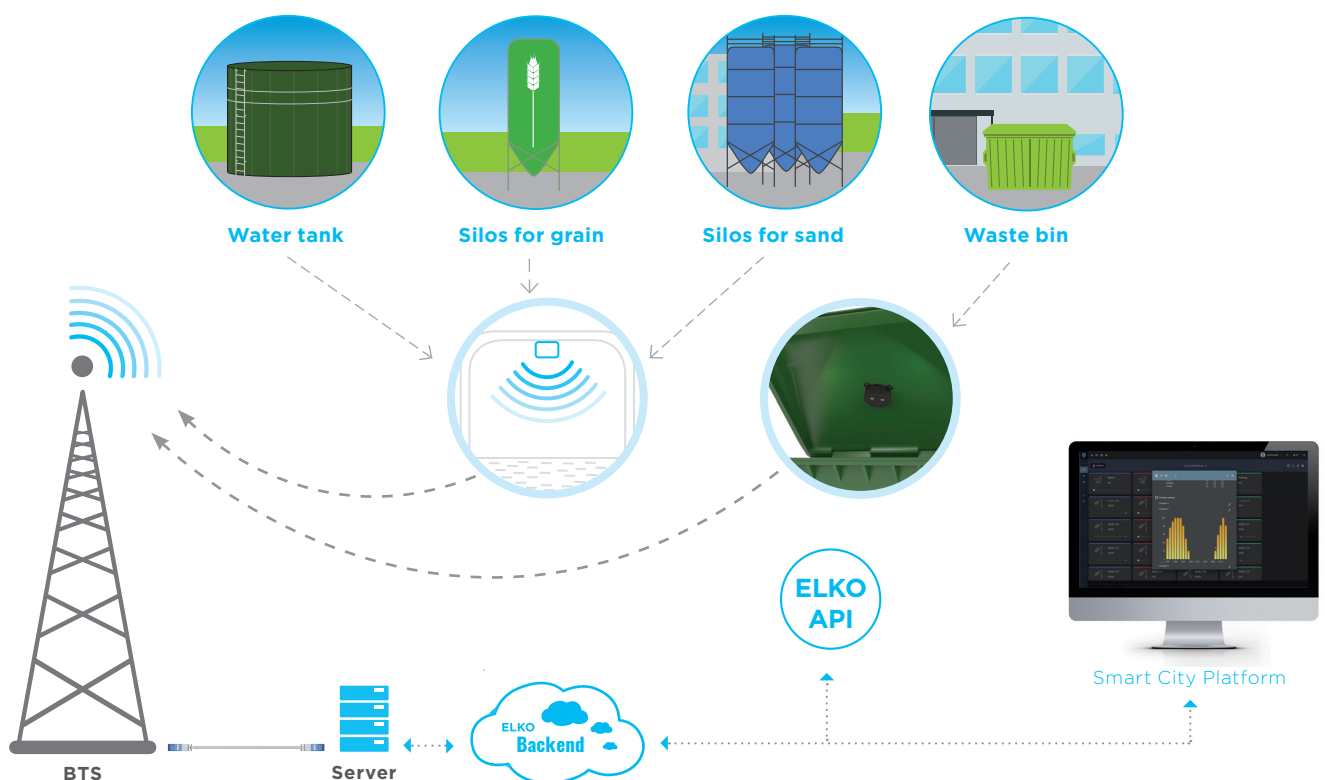 Water tank
Silos for grain
Silos for sand
Waste bin
ELKO
API
Smart City Platform
ELKO
Backend
BTS
Server